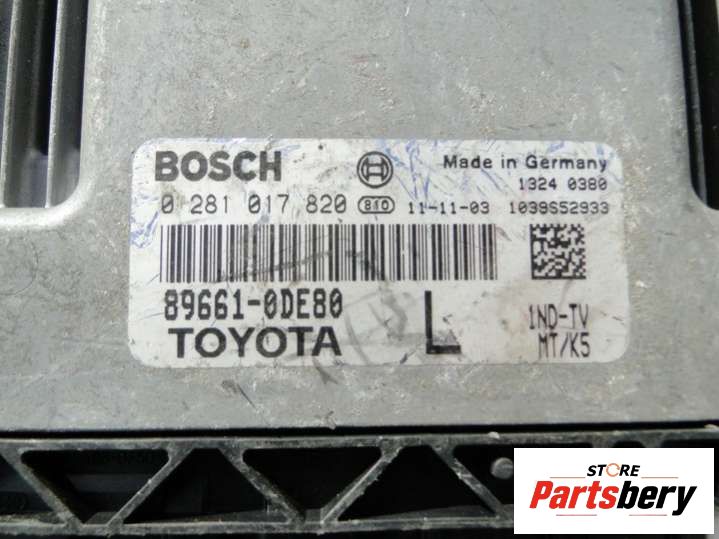 BOSCH Made in Germany
1324 0380
0 281 017 820 810 11-11-03 1039S52933
89661-0DE80 L 1ND-TV
TOYOTA MT/K5
STORE
Partsbery